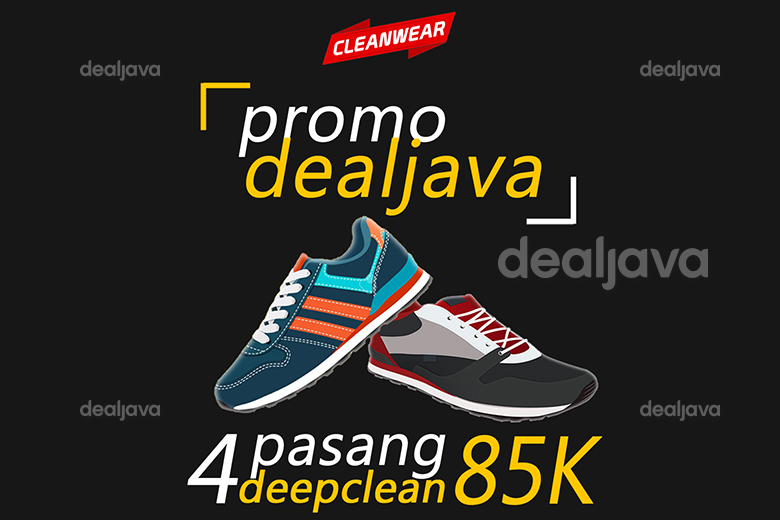 CLEANWEAR
dealjava dealjava
promo
dealjava
dealjava
dealjava dealjava
4 pasang 85K
deepclean